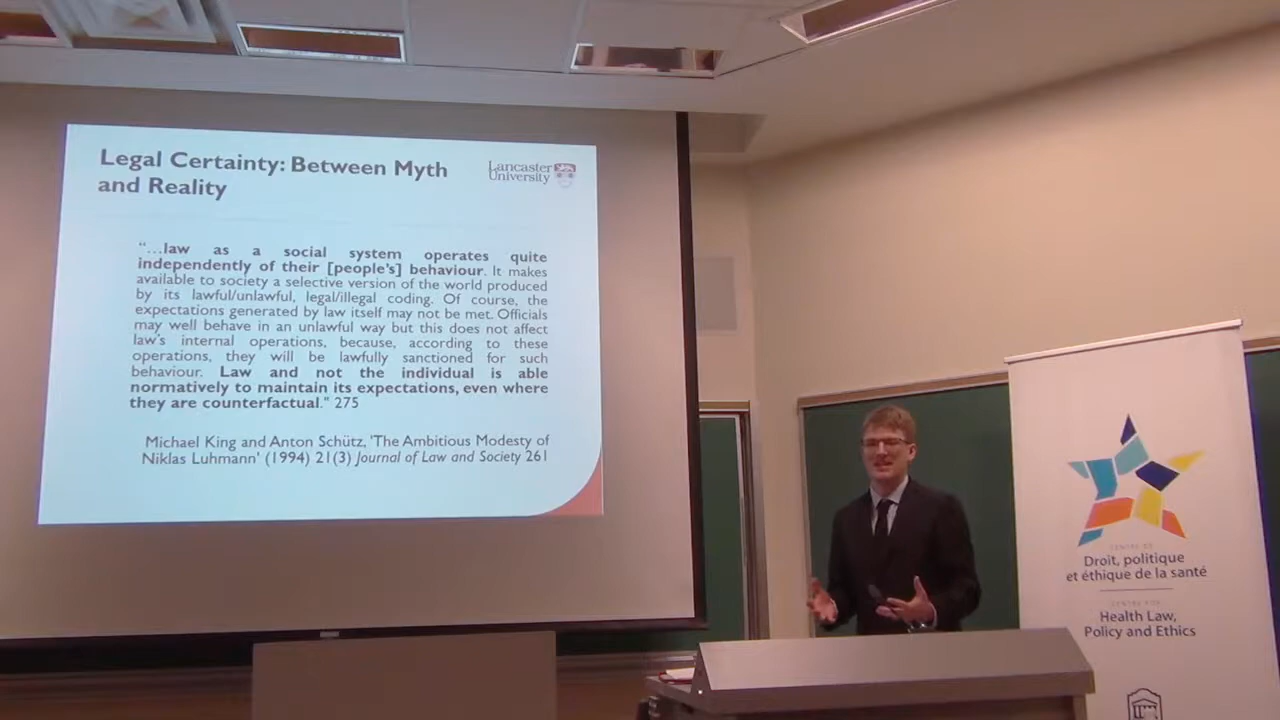 Legal Certainty: Between Myth
and Reality
Lancaster
University
“…law as a social system operates quite
independently of their [people’s] behaviour. It makes
available to society a selective version of the world produced
by its lawful/unlawful, legal/illegal coding. Of course, the
expectations generated by law itself may not be met. Officials
may well behave in an unlawful way but this does not affect
law’s internal operations, because, according to these
operations, they will be lawfully sanctioned for such
behaviour. Law and not the individual is able
normatively to maintain its expectations, even where
they are counterfactual." 275
Michael King and Anton Schütz, 'The Ambitious Modesty of
Niklas Luhmann' (1994) 21(3) Journal of Law and Society 261
CENTRE DE
Droit, politique
et éthique de la santé
CENTRE FOR
Health Law,
Policy and Ethics